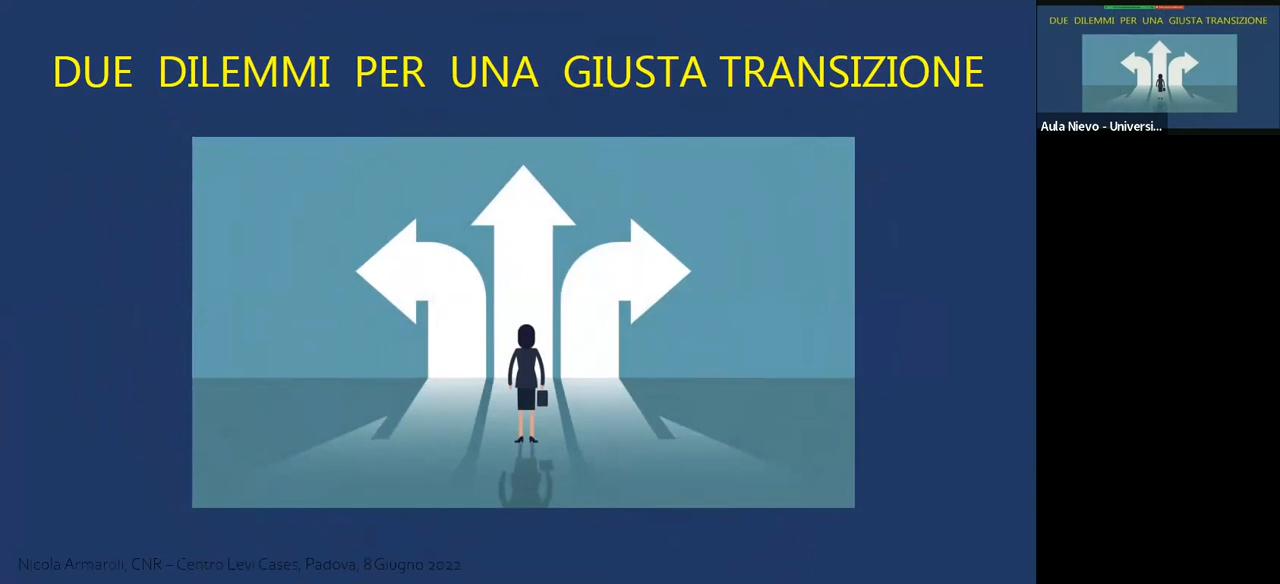 DUE DILEMMI PER UNA GIUSTA TRANSIZIONE
Nicola Armaroli, CNR – Centro Levi Cases, Padova, 8 Giugno 2022
DUE DILEMMI PER UNA GIUSTA TRANSIZIONE
Aula Nievo - Universi...